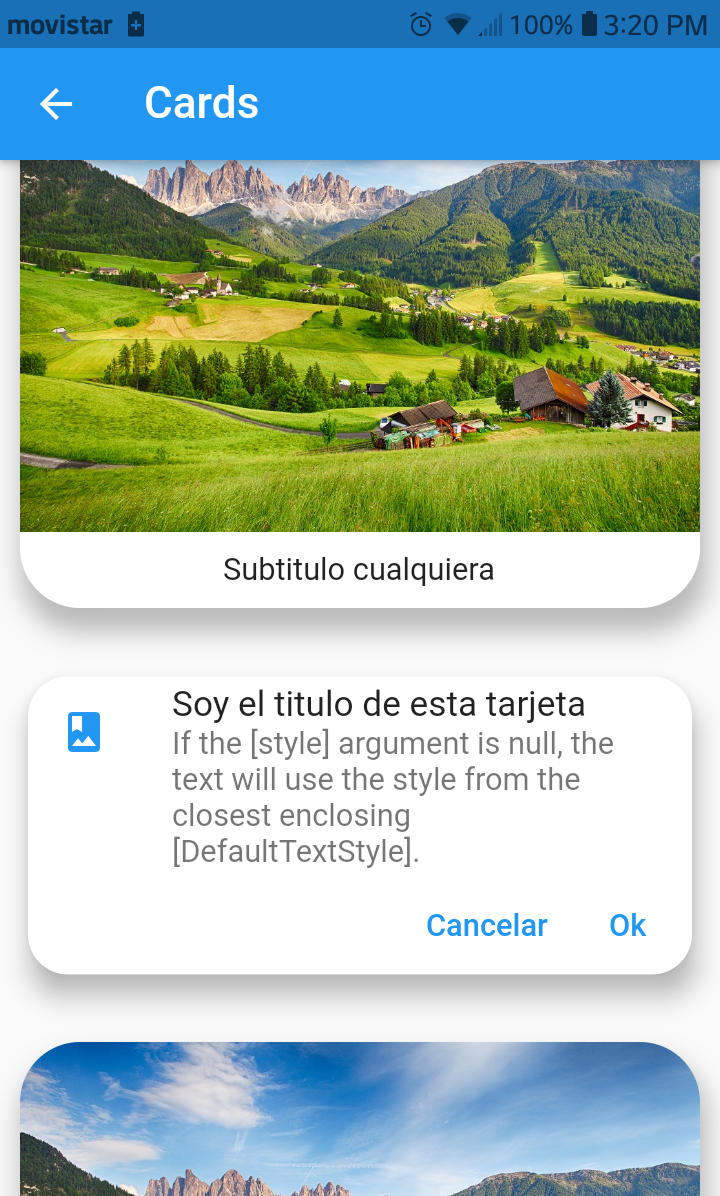 movistar 100% 3:20 PM
Cards
Subtitulo cualquiera
Soy el titulo de esta tarjeta
If the [style] argument is null, the
text will use the style from the
closest enclosing
[DefaultTextStyle].
Cancelar Ok